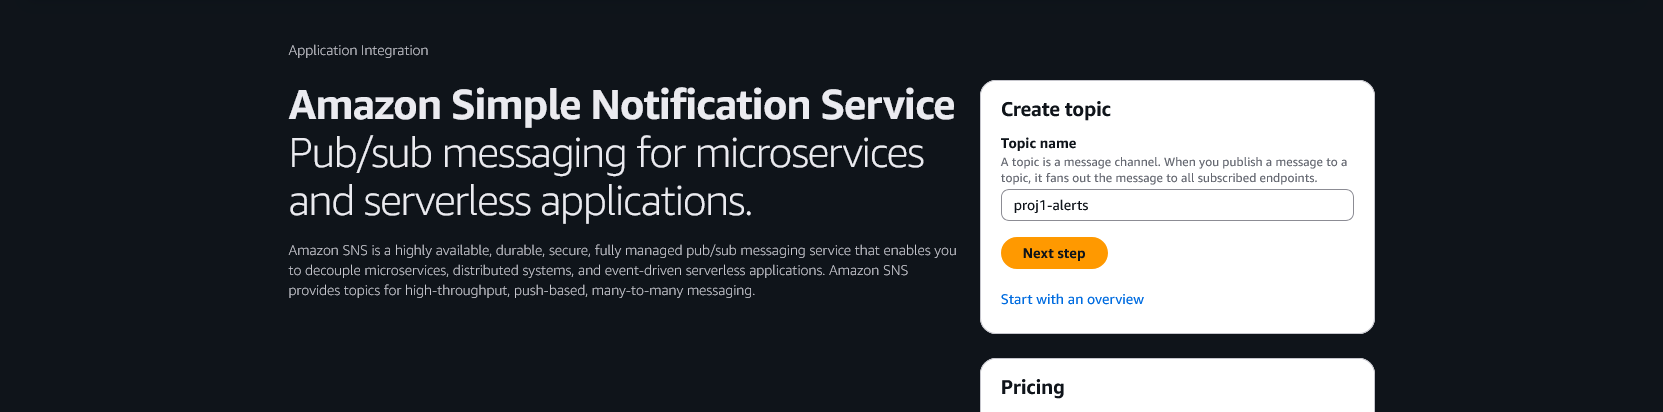 Application Integration
Amazon Simple Notification Service
Pub/sub messaging for microservices
and serverless applications.
Amazon SNS is a highly available, durable, secure, fully managed pub/sub messaging service that enables you
to decouple microservices, distributed systems, and event-driven serverless applications. Amazon SNS
provides topics for high-throughput, push-based, many-to-many messaging.
Create topic
Topic name
A topic is a message channel. When you publish a message to a
topic, it fans out the message to all subscribed endpoints.
proj1-alerts
Next step
Start with an overview
Pricing